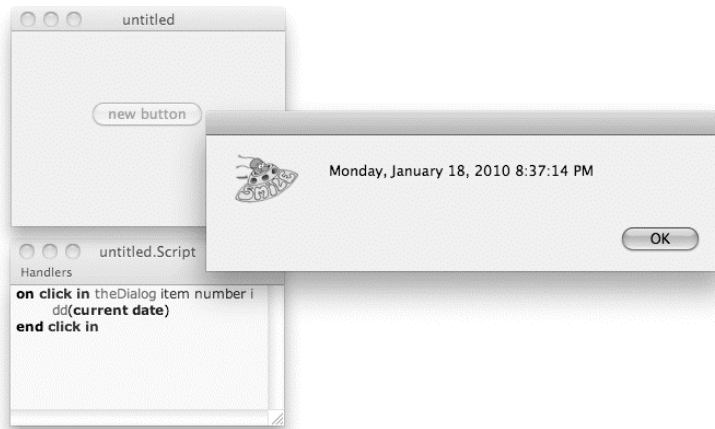 untitled
new button
Monday, January 18, 2010 8:37:14 PM
SMILE
OK
untitled.Script
Handlers
on click in theDialog item number i
dd(current date)
end click in